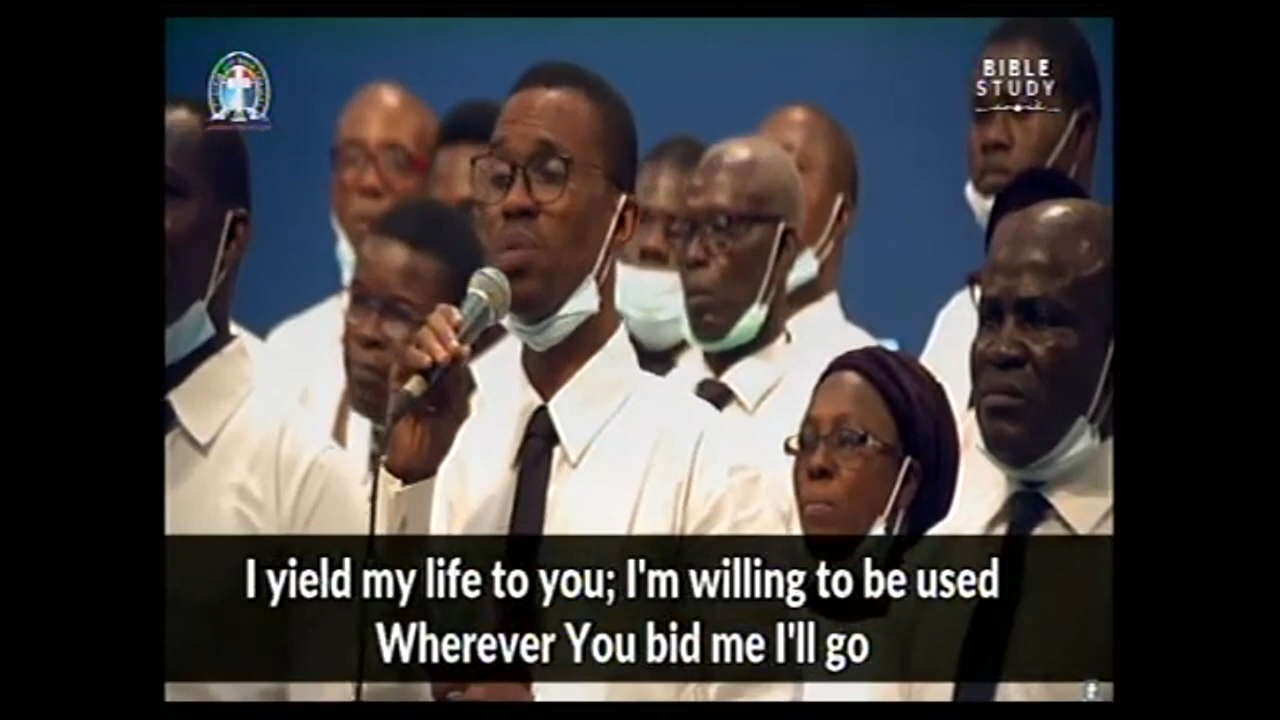 BIBLE
STUDY
I yield my life to you; I'm willing to be used
Wherever You bid me I'll go